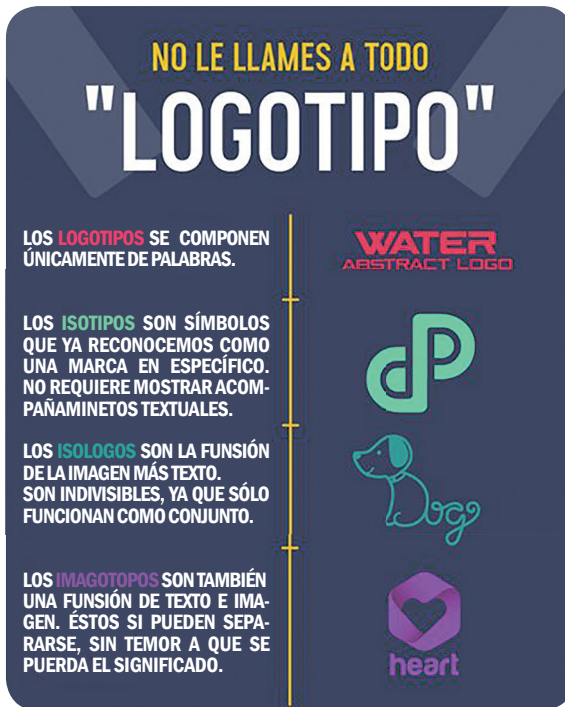 NO LE LLAMES A TODO
"LOGOTIPO"
LOS LOGOTIPOS SE COMPONEN
ÚNICAMENTE DE PALABRAS.
WATER
ABSTRACT LOGO
LOS ISOTIPOS SON SÍMBOLOS
QUE YA RECONOCEMOS COMO
UNA MARCA EN ESPECÍFICO.
NO REQUIERE MOSTRAR ACOM-
PAÑAMINETOS TEXTUALES.
dP
LOS ISOLOGOS SON LA FUNSIÓN
DE LA IMAGEN MÁS TEXTO.
SON INDIVISIBLES, YA QUE SÓLO
FUNCIONAN COMO CONJUNTO.
Dog
LOS IMAGOTOPOS SON TAMBIÉN
UNA FUNSIÓN DE TEXTO E IMA-
GEN. ÉSTOS SI PUEDEN SEPA-
RARSE, SIN TEMOR A QUE SE
PUERDA EL SIGNIFICADO.
heart